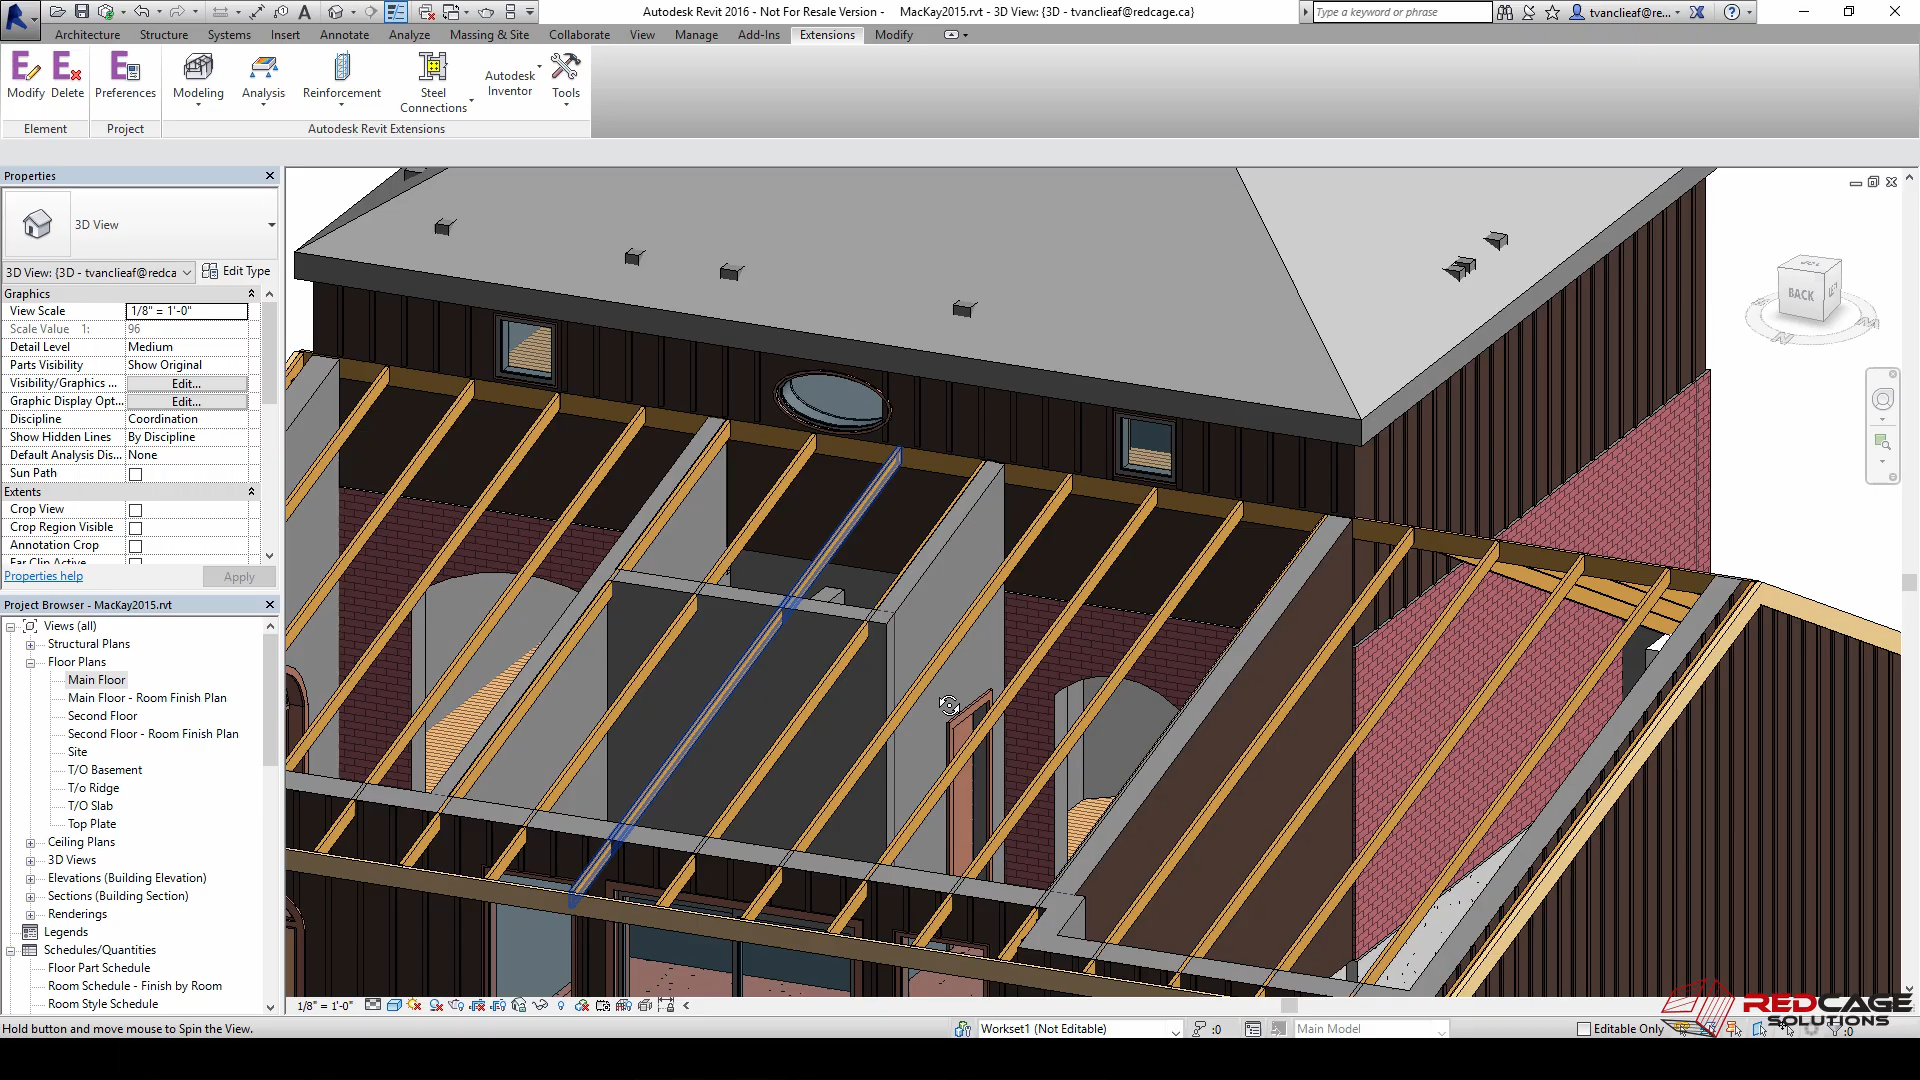 Autodesk Revit 2016 - Not For Resale Version -    MacKay2015.rvt - 3D View: {3D - tvanclieaf@redcage.ca}
Type a keyword or phrase
tvanclieaf@re...
Architecture Structure Systems Insert Annotate Analyze Massing & Site Collaborate View Manage Add-Ins Extensions Modify
Modify Delete Preferences Modeling Analysis Reinforcement Steel Connections Autodesk Inventor Tools
Element Project Autodesk Revit Extensions
Properties
3D View
3D View: {3D - tvanclieaf@redca
Edit Type
Graphics
View Scale 1/8" = 1'-0"
Scale Value 1: 96
Detail Level Medium
Parts Visibility Show Original
Visibility/Graphics ... Edit...
Graphic Display Opt... Edit...
Discipline Coordination
Show Hidden Lines By Discipline
Default Analysis Dis... None
Sun Path
Extents
Crop View
Crop Region Visible
Annotation Crop
Far Clip Active
Properties help Apply
Project Browser - MacKay2015.rvt
Views (all)
Structural Plans
Floor Plans
Main Floor
Main Floor - Room Finish Plan
Second Floor
Second Floor - Room Finish Plan
Site
T/O Basement
T/o Ridge
T/O Slab
Top Plate
Ceiling Plans
3D Views
Elevations (Building Elevation)
Sections (Building Section)
Renderings
Legends
Schedules/Quantities
Floor Part Schedule
Room Schedule - Finish by Room
Room Style Schedule
BACK
1/8" = 1'-0"
Hold button and move mouse to Spin the View.
Workset1 (Not Editable)
:0
Main Model
Editable Only
:0
REDCAGE
SOLUTIONS